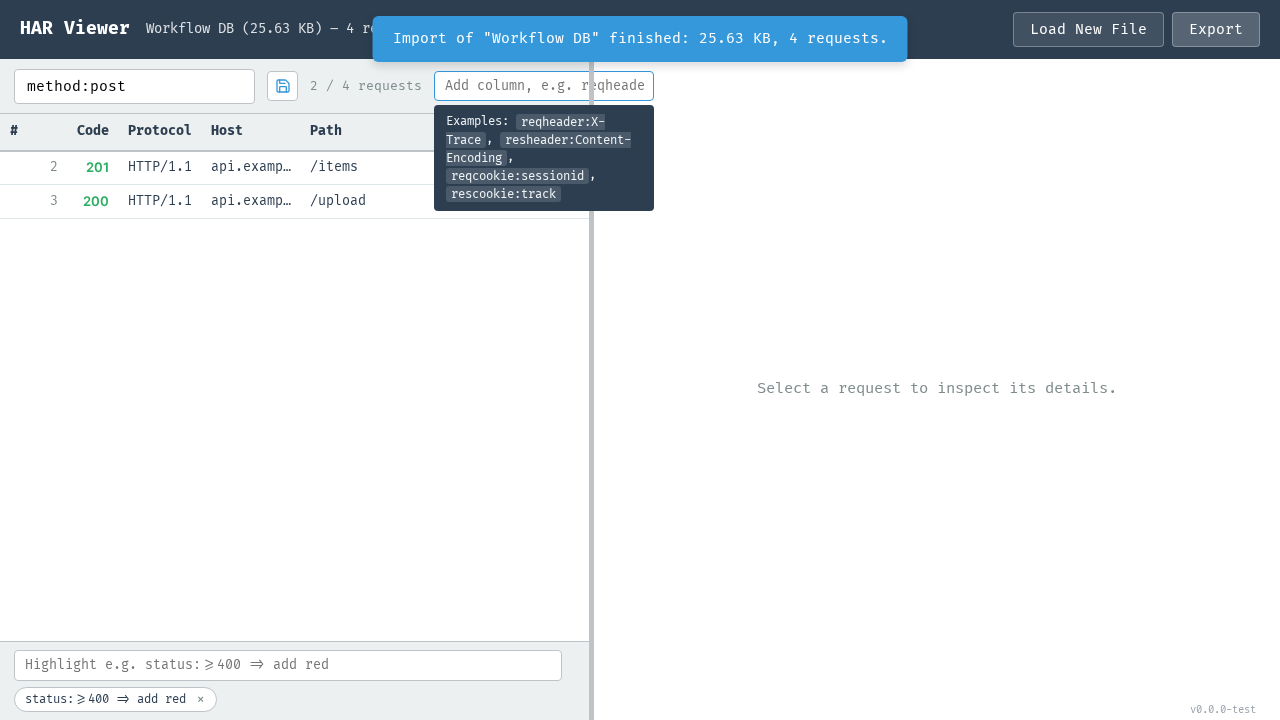 HAR Viewer
Workflow DB (25.63 KB) — 4 re
Import of "Workflow DB" finished: 25.63 KB, 4 requests.
Load New File
Export
method:post
2 / 4 requests
Add column, e.g. reqheade
Examples: reqheader:X-
Trace, resheader:Content-
Encoding,
reqcookie:sessionid,
rescookie:track
# Code Protocol Host Path
2 201 HTTP/1.1 api.examp… /items
3 200 HTTP/1.1 api.examp… /upload
Select a request to inspect its details.
Highlight e.g. status:>=400 => add red
status:>=400 => add red ×
v0.0.0-test